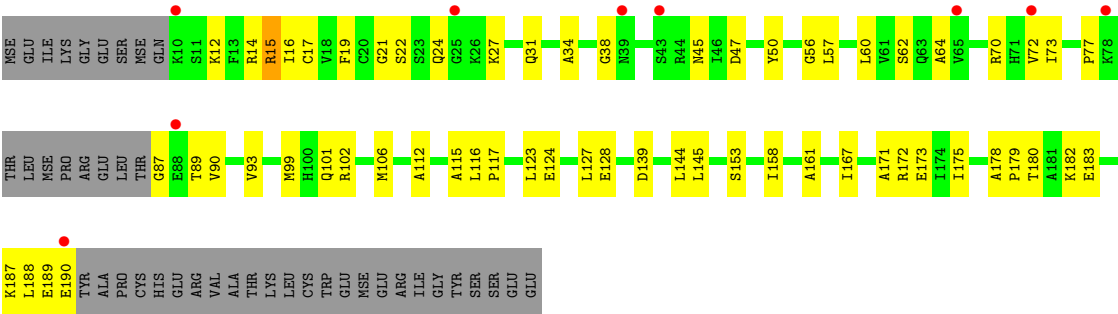 MSE GLU ILE LYS GLY GLU SER MSE GLN K10 S11 K12 F13 R14 R15 I16 C17 V18 F19 C20 G21 S22 S23 Q24 G25 K26 K27 Q31 A34 G38 N39 S43 R44 N45 I46 D47 Y50 G56 L57 L60 V61 S62 Q63 A64 V65 R70 H71 V72 I73 P77 K78
THR LEU MSE PRO ARG GLU LEU THR G87 E88 T89 V90 V93 M99 H100 Q101 R102 M106 A112 A115 L116 P117 L123 E124 L127 E128 D139 L144 L145 S153 I158 A161 I167 A171 R172 E173 I174 I175 A178 P179 T180 A181 K182 E183
K187 L188 E189 E190 TYR ALA PRO CYS HIS GLU ARG VAL ALA THR LYS LEU CYS TRP GLU MSE GLU ARG ILE GLY TYR SER SER GLU GLU